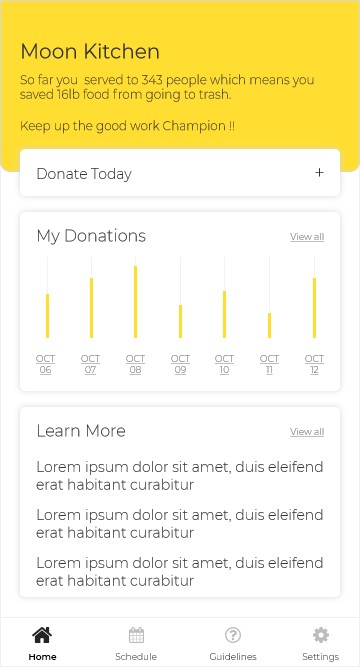 Moon Kitchen
So far you  served to 343 people which means you
saved 16lb food from going to trash.
Keep up the good work Champion !!
Donate Today +
My Donations View all
OCT OCT OCT OCT OCT OCT OCT
06 07 08 09 10 11 12
Learn More View all
Lorem ipsum dolor sit amet, duis eleifend
erat habitant curabitur
Lorem ipsum dolor sit amet, duis eleifend
erat habitant curabitur
Lorem ipsum dolor sit amet, duis eleifend
erat habitant curabitur
Home Schedule Guidelines Settings